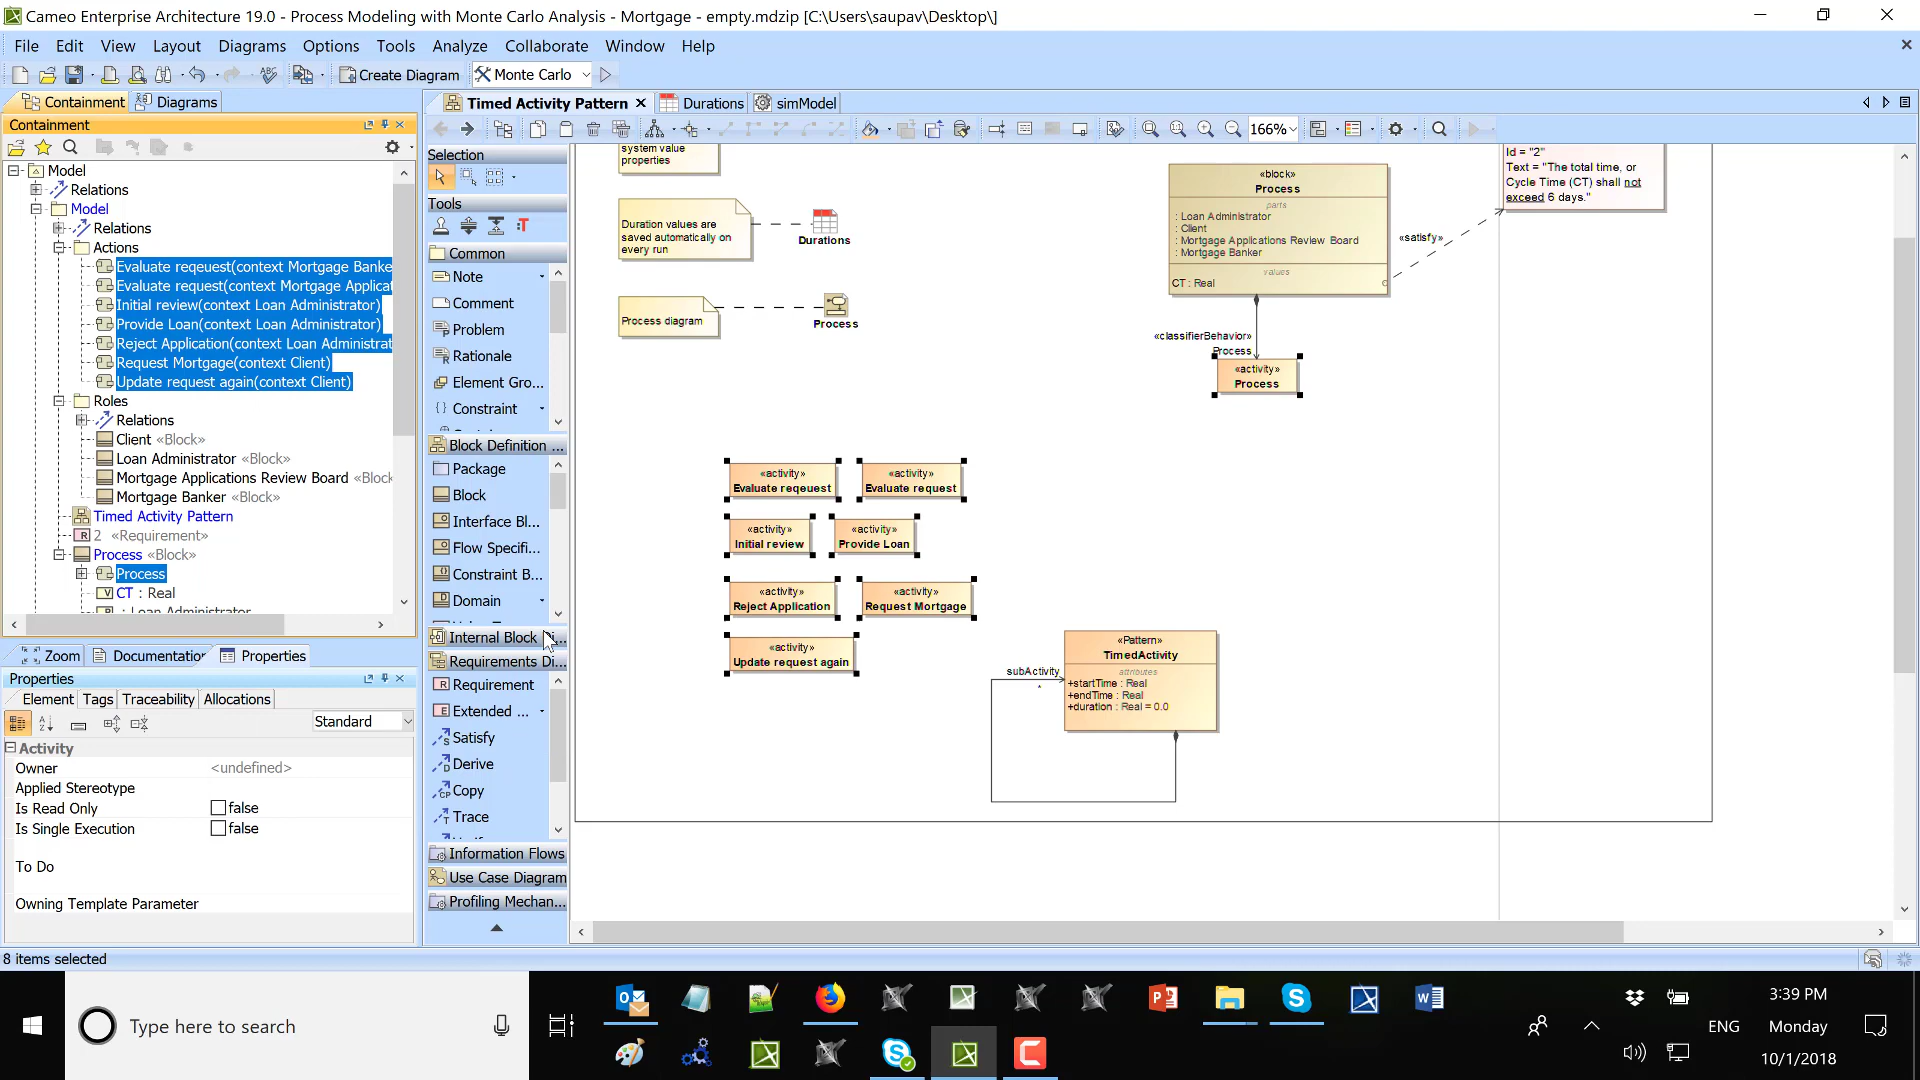 Cameo Enterprise Architecture 19.0 - Process Modeling with Monte Carlo Analysis - Mortgage - empty.mdzip [C:\Users\saupav\Desktop\]
File Edit View Layout Diagrams Options Tools Analyze Collaborate Window Help
Create Diagram Monte Carlo
Containment Diagrams
Containment
Model
Relations
Model
Relations
Actions
Evaluate reqeuest(context Mortgage Banke
Evaluate request(context Mortgage Applicat
Initial review(context Loan Administrator)
Provide Loan(context Loan Administrator)
Reject Application(context Loan Administrat
Request Mortgage(context Client)
Update request again(context Client)
Roles
Relations
Client «Block»
Loan Administrator «Block»
Mortgage Applications Review Board «Block
Mortgage Banker «Block»
Timed Activity Pattern
2 «Requirement»
Process «Block»
Process
CT : Real
: Loan Administrator
Zoom Documentation Properties
Properties
Element Tags Traceability Allocations
Standard
Activity
Owner <undefined>
Applied Stereotype
Is Read Only false
Is Single Execution false
To Do
Owning Template Parameter
8 items selected
Timed Activity Pattern Durations simModel
166%
Selection
Tools
Common
Note
Comment
Problem
Rationale
Element Gro...
Constraint
Block Definition ...
Package
Block
Interface Bl...
Flow Specifi...
Constraint B...
Domain
Internal Block Di...
Requirements Di...
Requirement
Extended ...
Satisfy
Derive
Copy
Trace
Information Flows
Use Case Diagram
Profiling Mechan...
system value
properties
Duration values are
saved automatically on
every run
Durations
Process diagram
Process
«block»
Process
parts
: Loan Administrator
: Client
: Mortgage Applications Review Board
: Mortgage Banker
values
CT : Real
«satisfy»
Id = "2"
Text = "The total time, or
Cycle Time (CT) shall not
exceed 6 days."
«classifierBehavior»
Process
«activity»
Process
«activity»
Evaluate reqeuest
«activity»
Evaluate request
«activity»
Initial review
«activity»
Provide Loan
«activity»
Reject Application
«activity»
Request Mortgage
«activity»
Update request again
subActivity
*
«Pattern»
TimedActivity
attributes
+startTime : Real
+endTime : Real
+duration : Real = 0.0
Type here to search
ENG
3:39 PM
Monday
10/1/2018